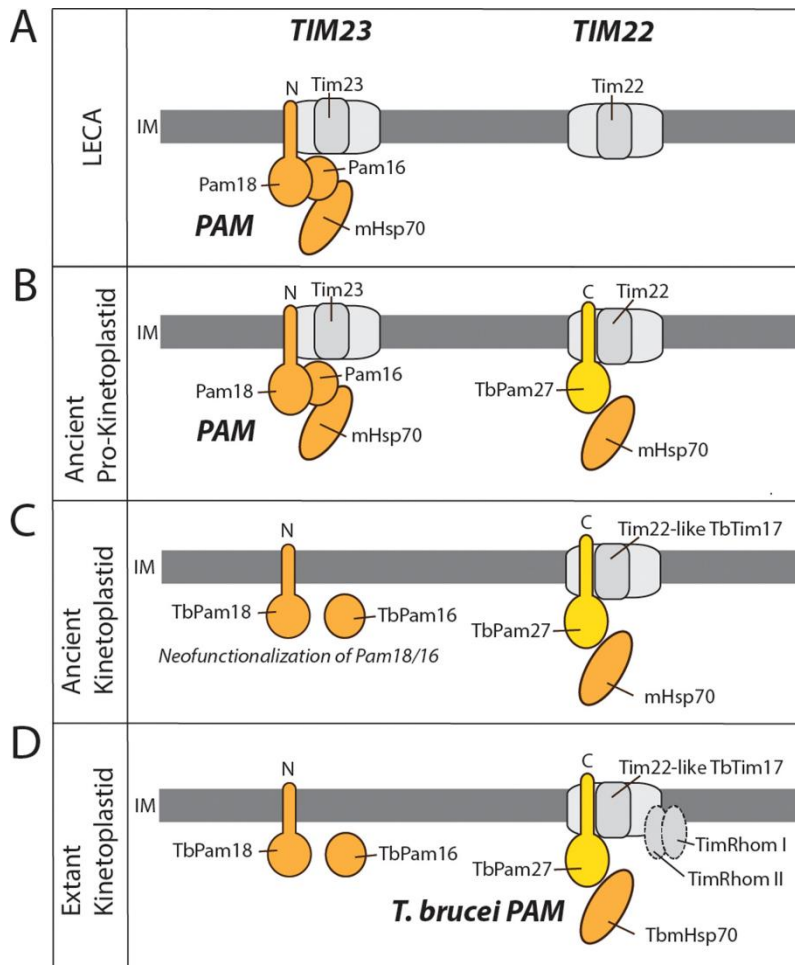 A
TIM23
TIM22
LECA
N
Tim23
Tim22
IM
Pam18
Pam16
PAM
mHsp70
B
Ancient
Pro-Kinetoplastid
N
Tim23
C
Tim22
IM
Pam18
Pam16
TbPam27
PAM
mHsp70
mHsp70
C
Ancient
Kinetoplastid
N
C
Tim22-like TbTim17
IM
TbPam18
TbPam16
TbPam27
Neofunctionalization of Pam18/16
mHsp70
D
Extant
Kinetoplastid
N
C
Tim22-like TbTim17
IM
TbPam18
TbPam16
TbPam27
TimRhom I
TimRhom II
T. brucei PAM
TbmHsp70